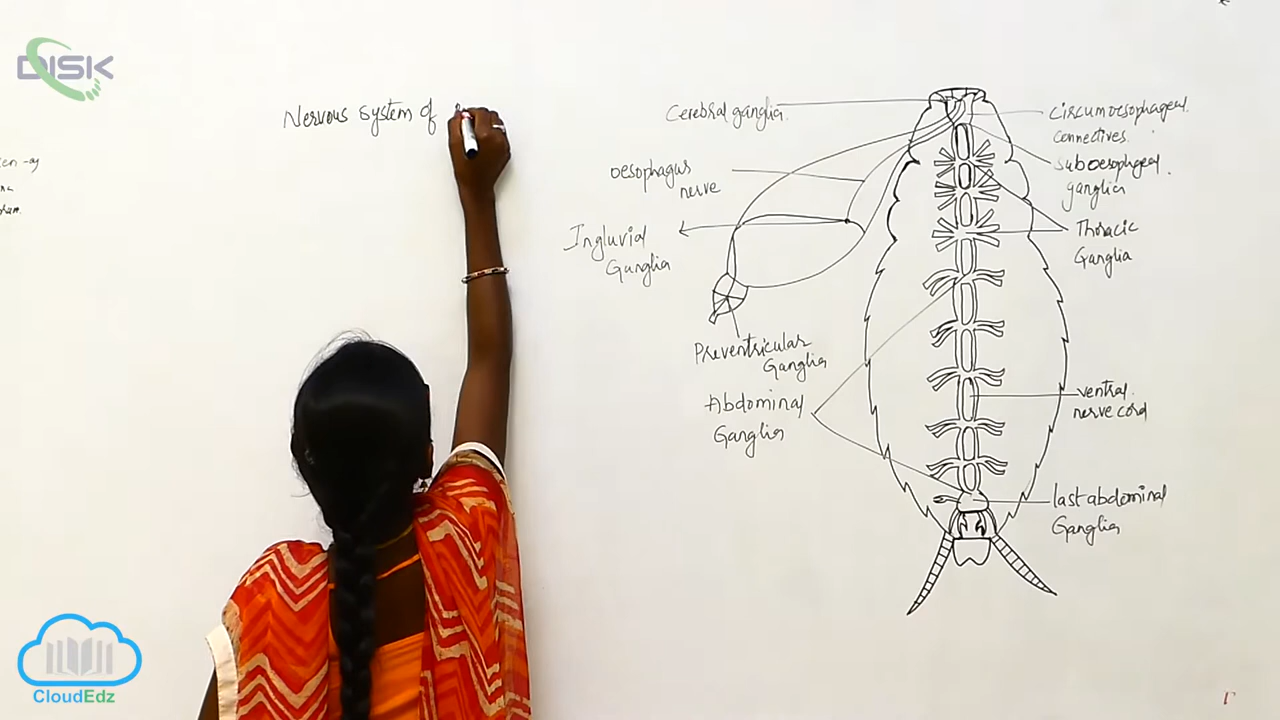 DISK
Nervous system of
Cerebral ganglia
oesophagus
nerve
Ingluvial
Ganglia
Preventricular
Ganglia
Abdominal
Ganglia
circumoesophageal
connectives
suboesophageal
ganglia
Thoracic
Ganglia
ventral
nerve cord
last abdominal
Ganglia
CloudEdz